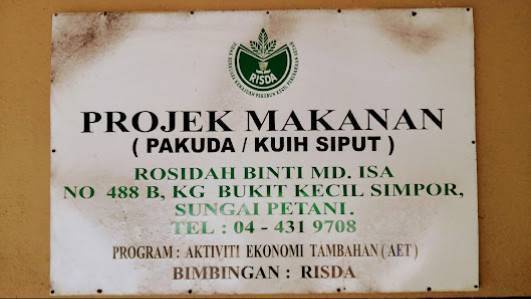 RISDA
PROJEK MAKANAN
( PAKUDA / KUIH SIPUT )
ROSIDAH BINTI MD. ISA
NO 488 B, KG BUKIT KECIL SIMPOR,
SUNGAI PETANI.
TEL : 04 - 431 9708
PROGRAM : AKTIVITI EKONOMI TAMBAHAN ( AET )
BIMBINGAN : RISDA